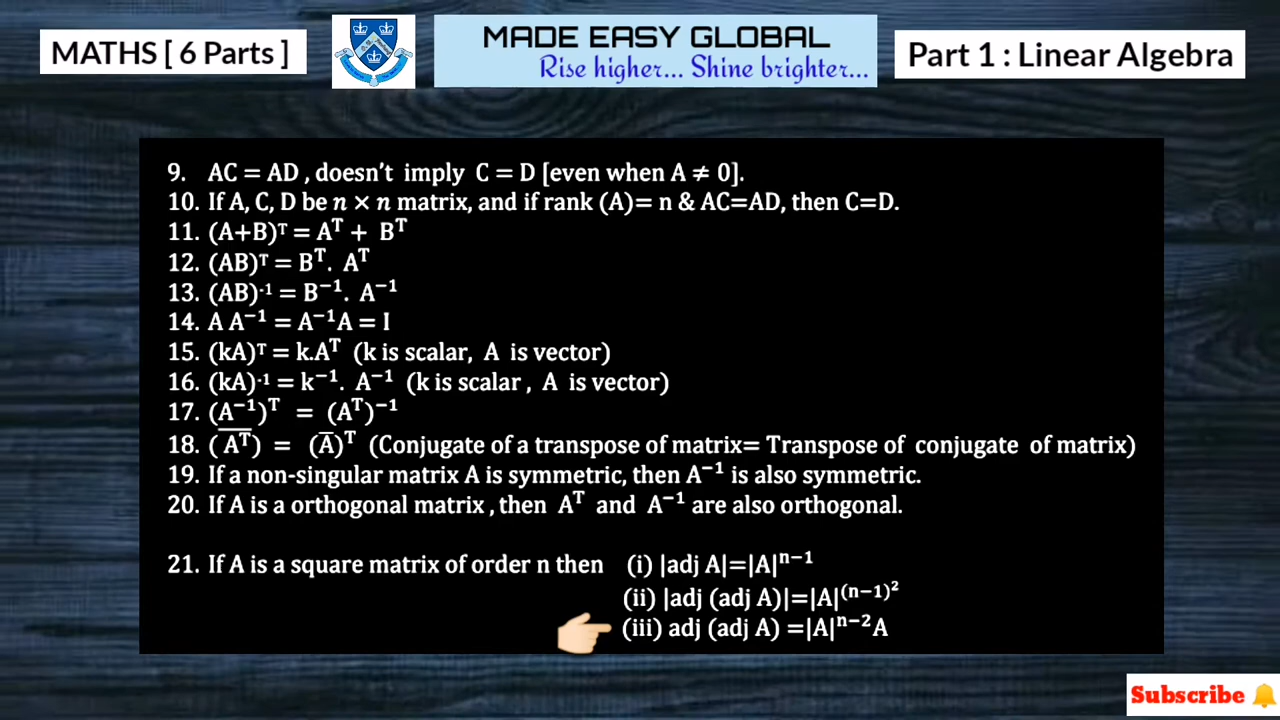 MATHS [ 6 Parts ]
MADE EASY GLOBAL
Rise higher... Shine brighter...
Part 1 : Linear Algebra
9. AC = AD , doesn't imply C = D [even when A ≠ 0].
10. If A, C, D be n × n matrix, and if rank (A)= n & AC=AD, then C=D.
11. (A+B)ᵀ = Aᵀ + Bᵀ
12. (AB)ᵀ = Bᵀ. Aᵀ
13. (AB)⁻¹ = B⁻¹. A⁻¹
14. A A⁻¹ = A⁻¹A = I
15. (kA)ᵀ = k.Aᵀ (k is scalar, A is vector)
16. (kA)⁻¹ = k⁻¹. A⁻¹ (k is scalar , A is vector)
17. (A⁻¹)ᵀ = (Aᵀ)⁻¹
18. (A̅ᵀ̅) = (A̅)ᵀ (Conjugate of a transpose of matrix= Transpose of conjugate of matrix)
19. If a non-singular matrix A is symmetric, then A⁻¹ is also symmetric.
20. If A is a orthogonal matrix , then Aᵀ and A⁻¹ are also orthogonal.
21. If A is a square matrix of order n then (i) |adj A|=|A|ⁿ⁻¹
(ii) |adj (adj A)|=|A|^(n−1)²
(iii) adj (adj A) =|A|ⁿ⁻²A
Subscribe